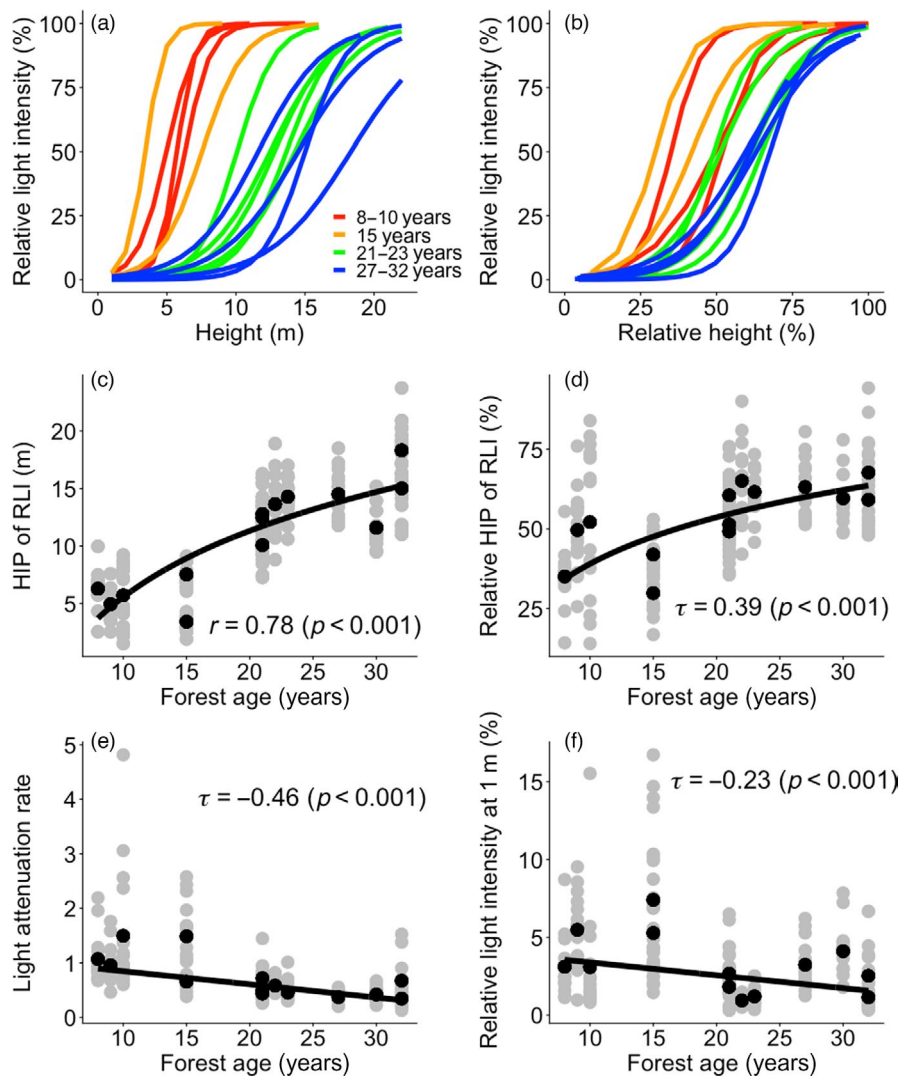 (a)
Relative light intensity (%)
100
75
50
25
0
8–10 years
15 years
21–23 years
27–32 years
0 5 10 15 20
Height (m)
(b)
Relative light intensity (%)
100
75
50
25
0
0 25 50 75 100
Relative height (%)
(c)
HIP of RLI (m)
20
15
10
5
r = 0.78 (p < 0.001)
10 15 20 25 30
Forest age (years)
(d)
Relative HIP of RLI (%)
75
50
25
τ = 0.39 (p < 0.001)
10 15 20 25 30
Forest age (years)
(e)
Light attenuation rate
5
4
3
2
1
0
τ = −0.46 (p < 0.001)
10 15 20 25 30
Forest age (years)
(f)
Relative light intensity at 1 m (%)
15
10
5
0
τ = −0.23 (p < 0.001)
10 15 20 25 30
Forest age (years)